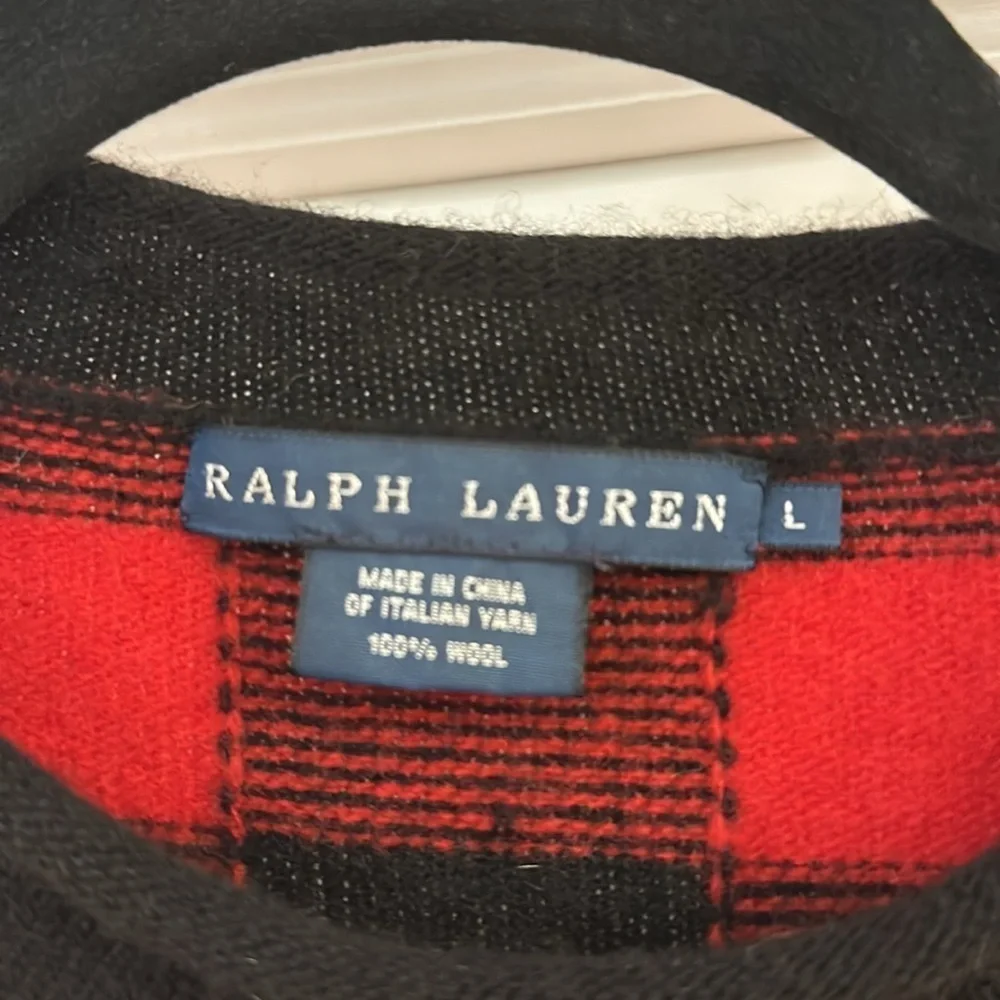 RALPH LAUREN L
MADE IN CHINA
OF ITALIAN YARN
100% WOOL